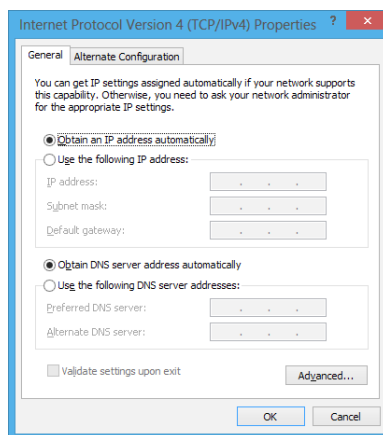 Internet Protocol Version 4 (TCP/IPv4) Properties ? ×
General Alternate Configuration
You can get IP settings assigned automatically if your network supports
this capability. Otherwise, you need to ask your network administrator
for the appropriate IP settings.
Obtain an IP address automatically
Use the following IP address:
IP address: . . .
Subnet mask: . . .
Default gateway: . . .
Obtain DNS server address automatically
Use the following DNS server addresses:
Preferred DNS server: . . .
Alternate DNS server: . . .
Validate settings upon exit
Advanced...
OK Cancel